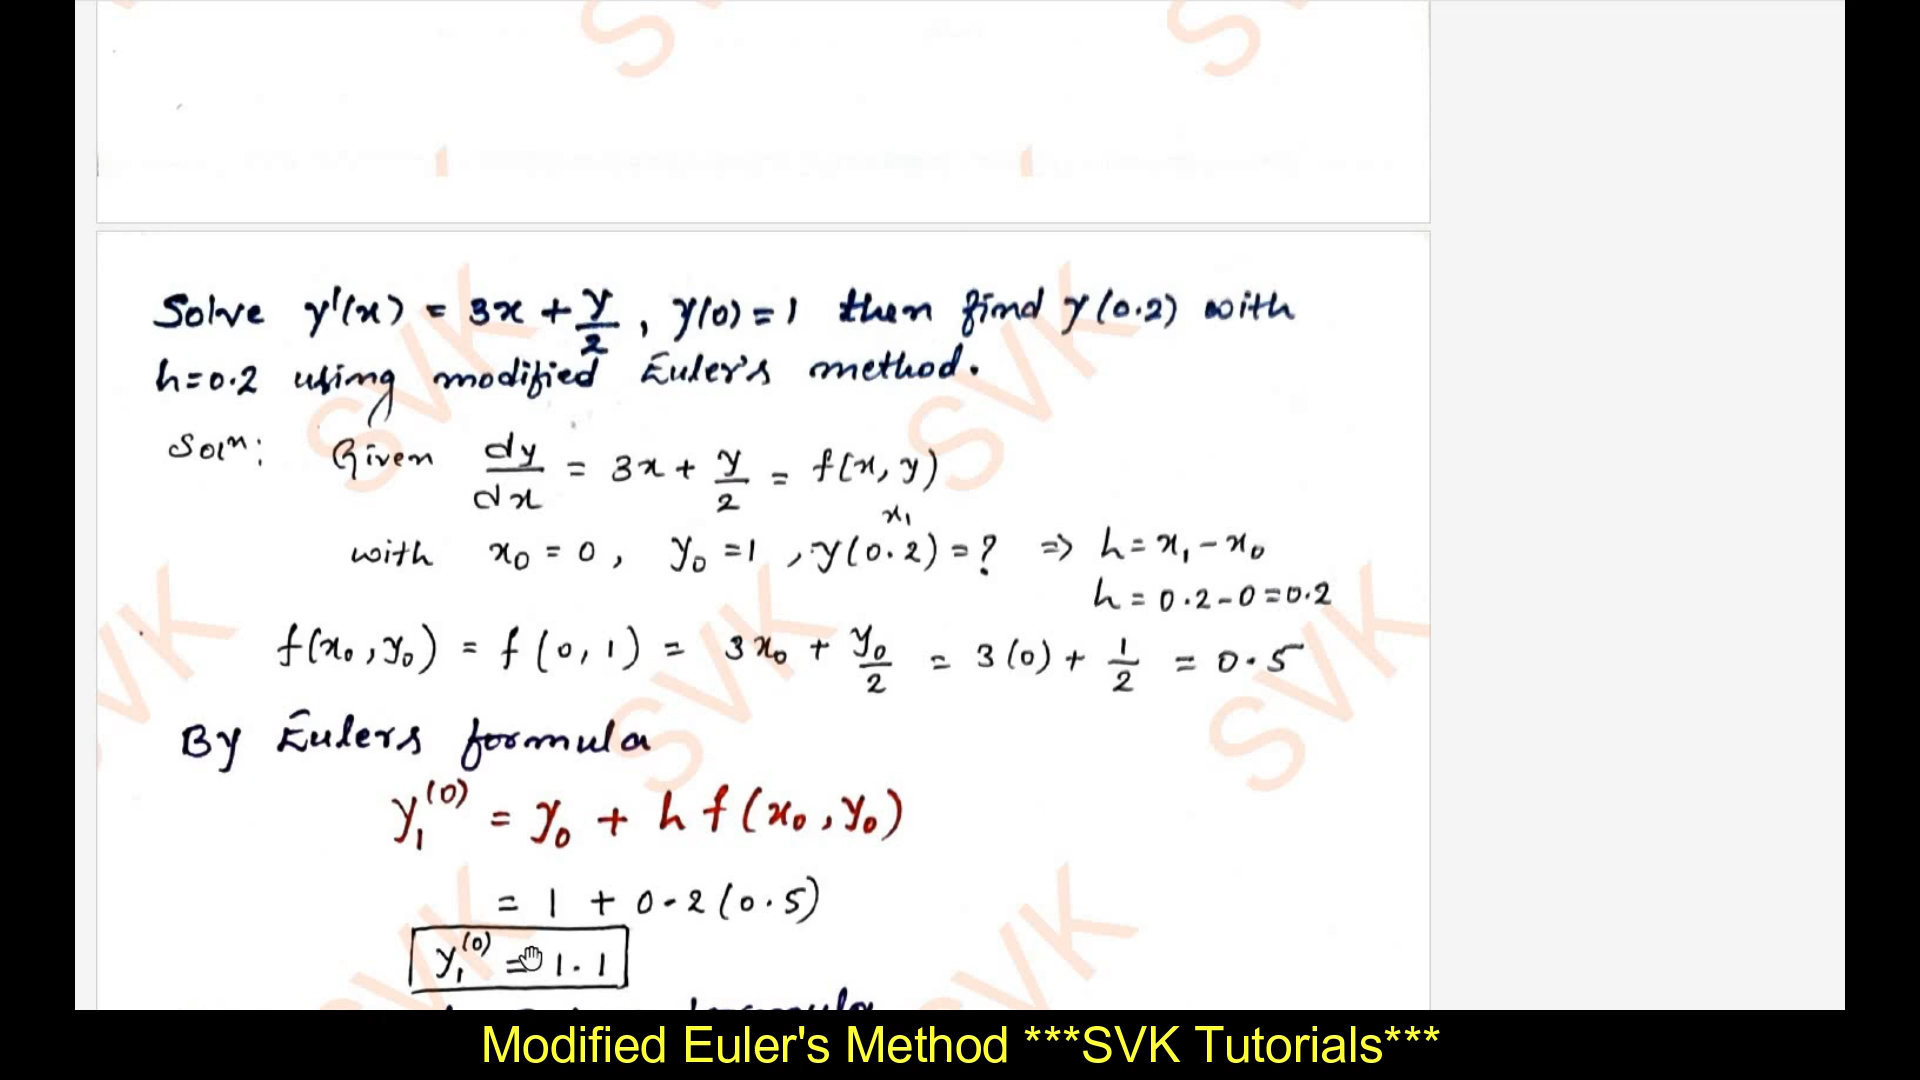 Solve y'(x) = 3x + y/2, y(0)=1 then find y(0.2) with
h=0.2 using modified Euler's method.
Solⁿ: Given dy/dx = 3x + y/2 = f(x, y)
x₁
with x₀ = 0, y₀ = 1, y(0.2) = ? ⇒ h = x₁ - x₀
h = 0.2 - 0 = 0.2
f(x₀, y₀) = f(0, 1) = 3x₀ + y₀/2 = 3(0) + 1/2 = 0.5
By Eulers formula
y₁⁽⁰⁾ = y₀ + h f(x₀, y₀)
= 1 + 0.2(0.5)
y₁⁽⁰⁾ = 1.1
formula
Modified Euler's Method ***SVK Tutorials***
SVK